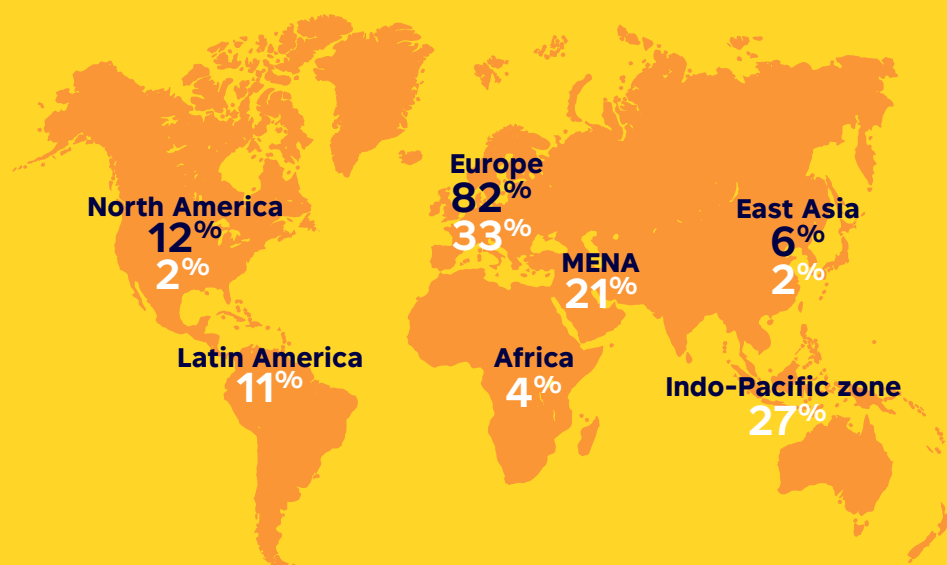 Europe
82%
33%
North America
12%
2%
East Asia
6%
2%
MENA
21%
Latin America
11%
Africa
4%
Indo-Pacific zone
27%